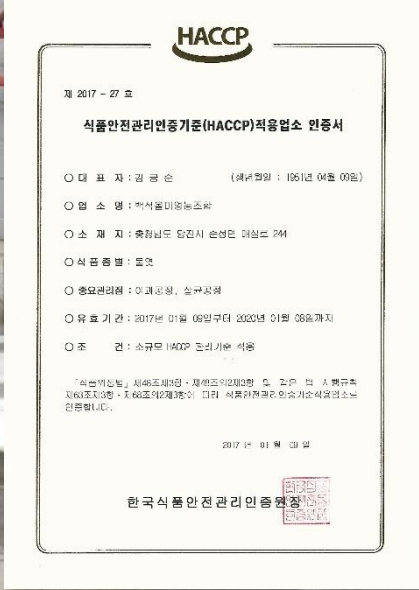 HACCP
제 2017 - 27 호
식품안전관리인증기준(HACCP)적용업소 인증서
○ 대 표 자 : 김 금 순 (생년월일 : 1951년 04월 09일)
○ 업 소 명 : 백석올미영농조합
○ 소 재 지 : 충청남도 당진시 순성면 매실로 244
○ 식 품 종 별 : 물엿
○ 중요관리점 : 여과공정, 살균공정
○ 유 효 기 간 : 2017년 01월 09일부터 2020년 01월 08일까지
○ 조 건 : 소규모 HACCP 관리기준 적용
「식품위생법」 제48조제3항ㆍ제48조의2제3항 및 같은 법 시행규칙
제63조제3항ㆍ제68조의2제3항에 따라 식품안전관리인증기준적용업소로
인증합니다.
2017 년 01 월 09 일
한국식품안전관리인증원장